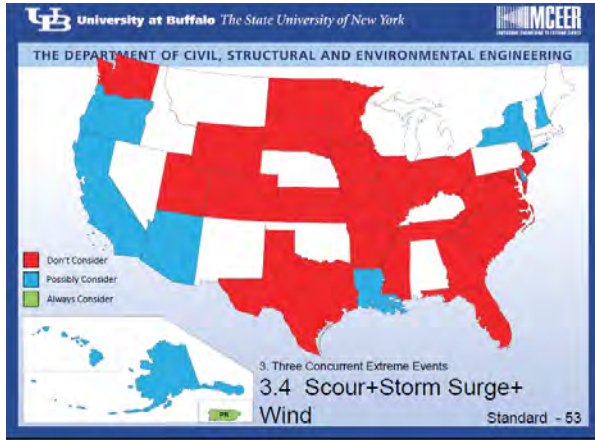 University at Buffalo The State University of New York
MCEER
THE DEPARTMENT OF CIVIL, STRUCTURAL AND ENVIRONMENTAL ENGINEERING
Don't Consider
Possibly Consider
Always Consider
PR
3. Three Concurrent Extreme Events
3.4 Scour+Storm Surge+
Wind
Standard - 53